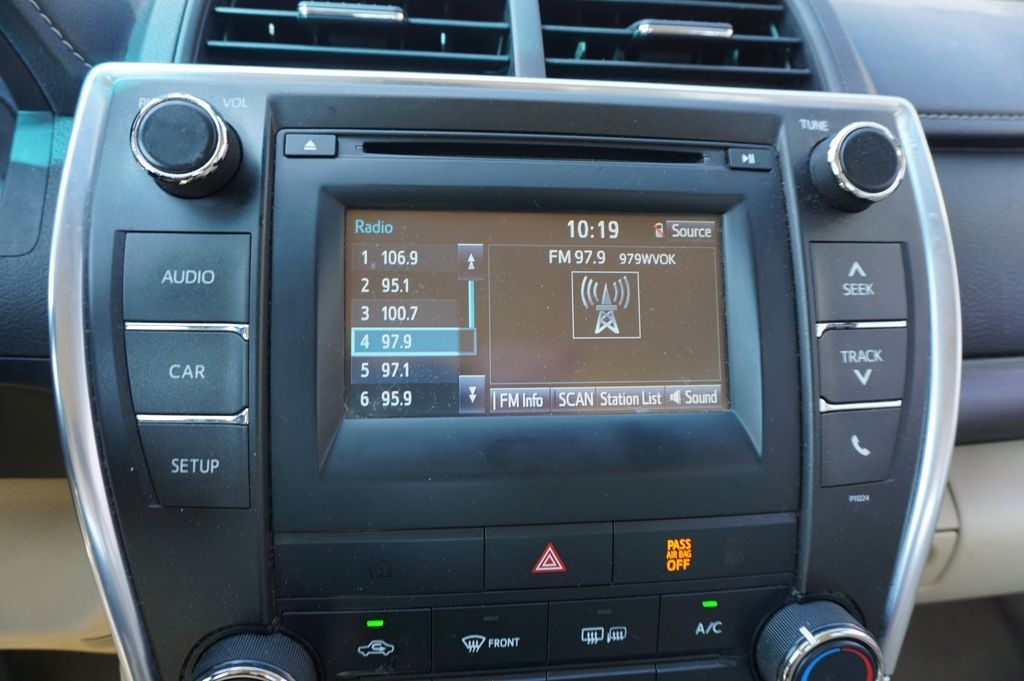 VOL
TUNE
AUDIO
CAR
SETUP
Radio
10:19
Source
1 106.9
2 95.1
3 100.7
4 97.9
5 97.1
6 95.9
FM 97.9 979WVOK
FM Info
SCAN
Station List
Sound
SEEK
TRACK
P11224
PASS
AIR BAG
OFF
FRONT
A/C